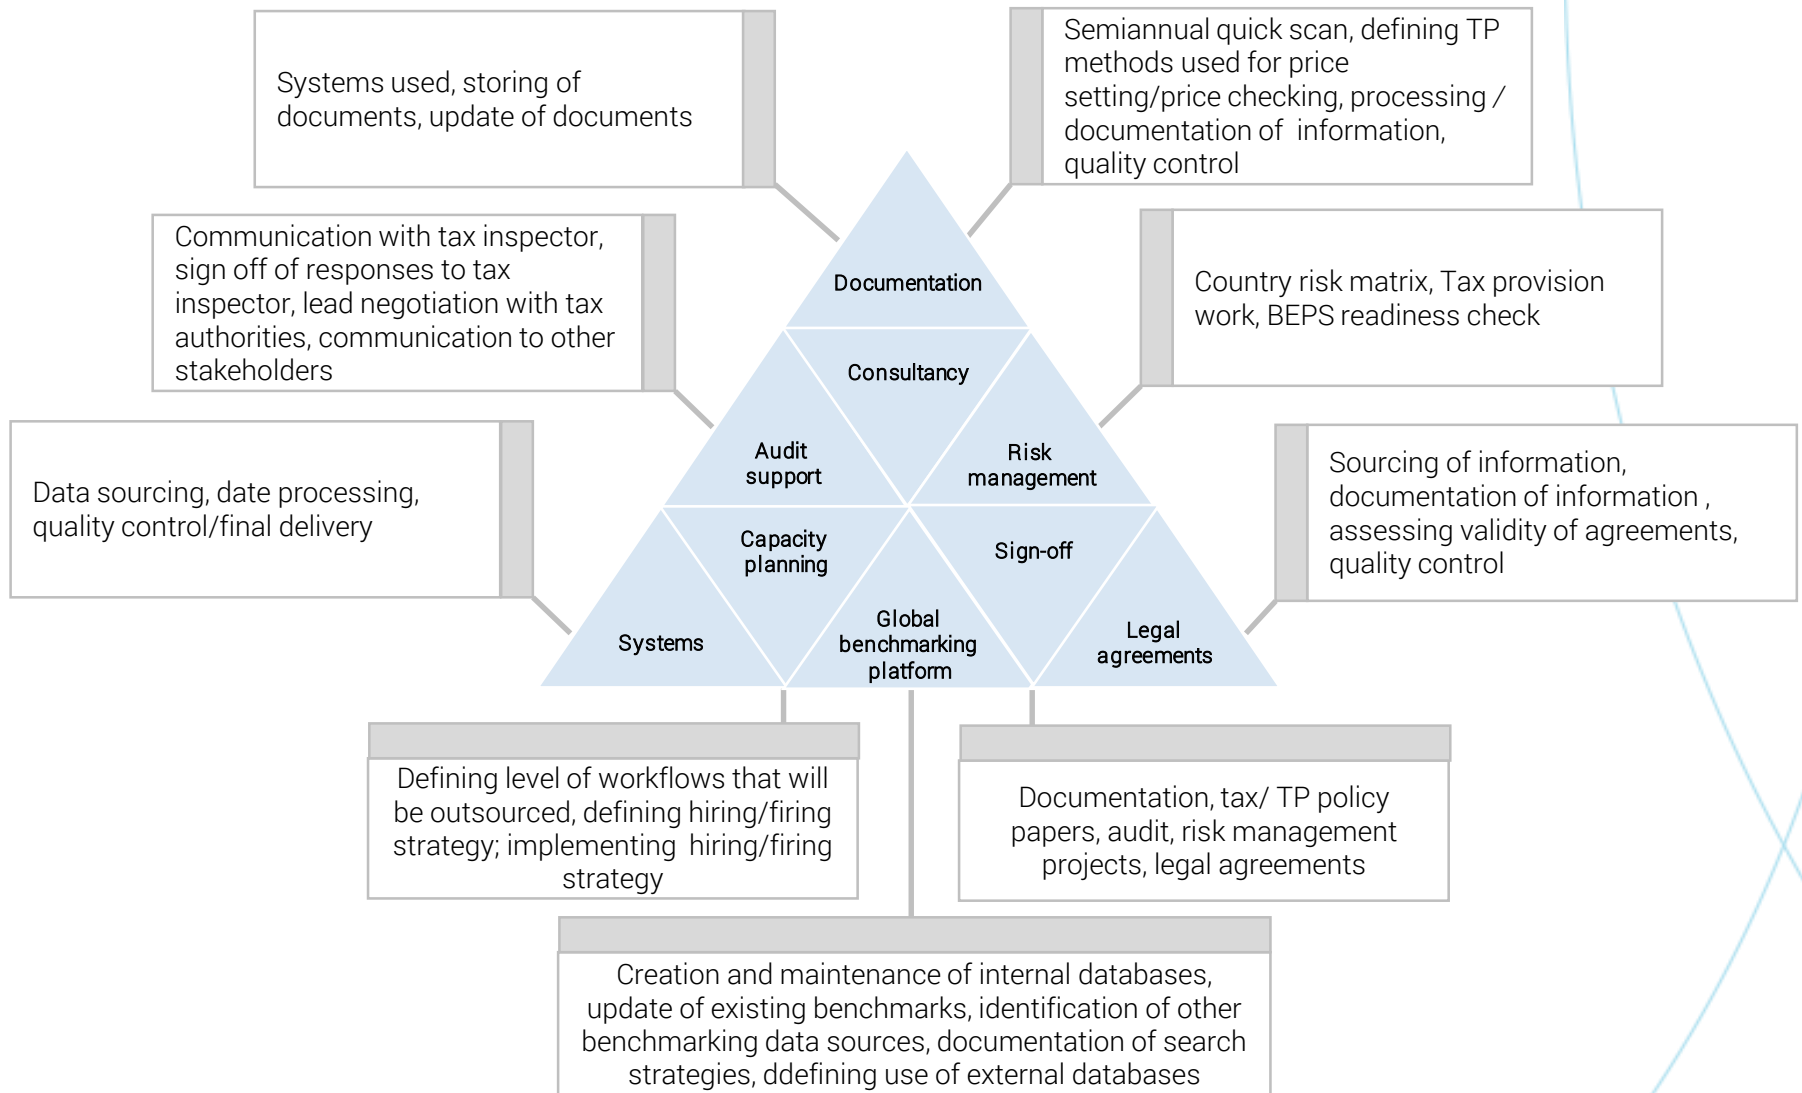 Systems used, storing of
documents, update of documents
Semiannual quick scan, defining TP
methods used for price
setting/price checking, processing /
documentation of information,
quality control
Communication with tax inspector,
sign off of responses to tax
inspector, lead negotiation with tax
authorities, communication to other
stakeholders
Country risk matrix, Tax provision
work, BEPS readiness check
Data sourcing, date processing,
quality control/final delivery
Sourcing of information,
documentation of information ,
assessing validity of agreements,
quality control
Documentation
Consultancy
Audit
support
Risk
management
Capacity
planning
Sign-off
Systems
Global
benchmarking
platform
Legal
agreements
Defining level of workflows that will
be outsourced, defining hiring/firing
strategy; implementing hiring/firing
strategy
Documentation, tax/ TP policy
papers, audit, risk management
projects, legal agreements
Creation and maintenance of internal databases,
update of existing benchmarks, identification of other
benchmarking data sources, documentation of search
strategies, ddefining use of external databases